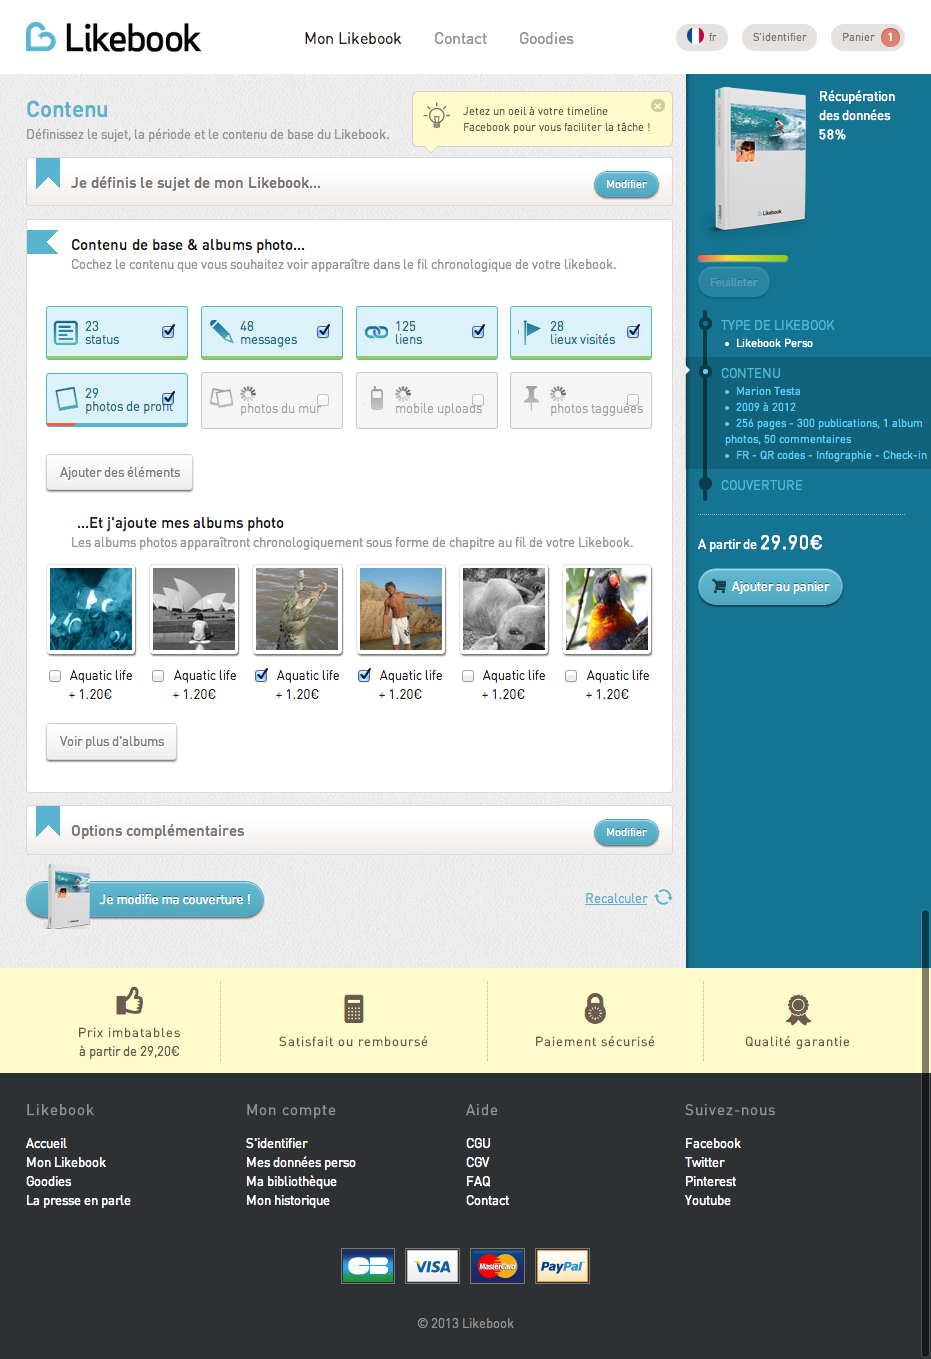 Likebook
Mon Likebook
Contact
Goodies
fr
S'identifier
Panier 1
Contenu
Définissez le sujet, la période et le contenu de base du Likebook.
Jetez un oeil à votre timeline
Facebook pour vous faciliter la tâche !
Je définis le sujet de mon Likebook...
Modifier
Contenu de base & albums photo...
Cochez le contenu que vous souhaitez voir apparaître dans le fil chronologique de votre likebook.
23
status
48
messages
125
liens
28
lieux visités
29
photos de profil
photos du mur
mobile uploads
photos tagguées
Ajouter des éléments
...Et j'ajoute mes albums photo
Les albums photos apparaîtront chronologiquement sous forme de chapitre au fil de votre Likebook.
Aquatic life
+ 1.20€
Aquatic life
+ 1.20€
Aquatic life
+ 1.20€
Aquatic life
+ 1.20€
Aquatic life
+ 1.20€
Aquatic life
+ 1.20€
Voir plus d'albums
Options complémentaires
Modifier
Je modifie ma couverture !
Recalculer
Likebook
Récupération
des données
58%
Feuilleter
TYPE DE LIKEBOOK
Likebook Perso
CONTENU
Marion Testa
2009 à 2012
256 pages - 300 publications, 1 album
photos, 50 commentaires
FR - QR codes - Infographie - Check-in
COUVERTURE
A partir de 29.90€
Ajouter au panier
Prix imbatables
à partir de 29,20€
Satisfait ou remboursé
Paiement sécurisé
Qualité garantie
Likebook
Accueil
Mon Likebook
Goodies
La presse en parle
Mon compte
S'identifier
Mes données perso
Ma bibliothèque
Mon historique
Aide
CGU
CGV
FAQ
Contact
Suivez-nous
Facebook
Twitter
Pinterest
Youtube
CB
VISA
MasterCard
PayPal
© 2013 Likebook